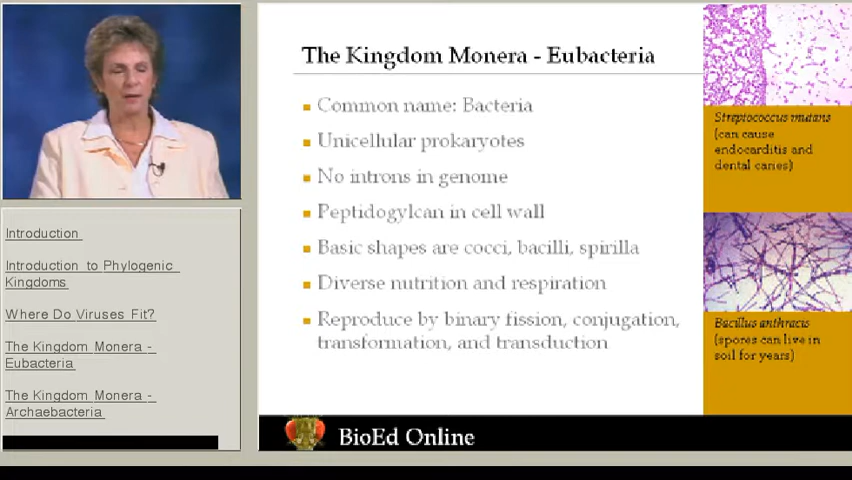 The Kingdom Monera - Eubacteria
Common name: Bacteria
Unicellular prokaryotes
No introns in genome
Peptidogylcan in cell wall
Basic shapes are cocci, bacilli, spirilla
Diverse nutrition and respiration
Reproduce by binary fission, conjugation,
transformation, and transduction
Streptococcus mutans
(can cause
endocarditis and
dental caries)
Bacillus anthracis
(spores can live in
soil for years)
Introduction
Introduction to Phylogenic
Kingdoms
Where Do Viruses Fit?
The Kingdom Monera -
Eubacteria
The Kingdom Monera -
Archaebacteria
BioEd Online